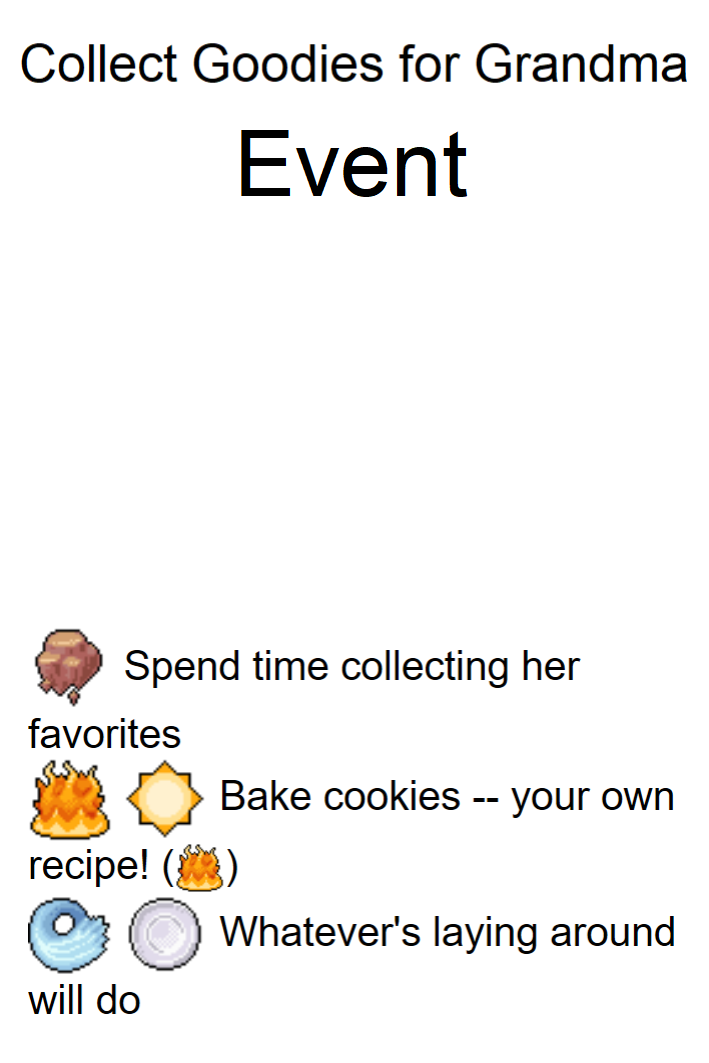 Collect Goodies for Grandma
Event
Spend time collecting her
favorites
Bake cookies -- your own
recipe! ()
Whatever's laying around
will do